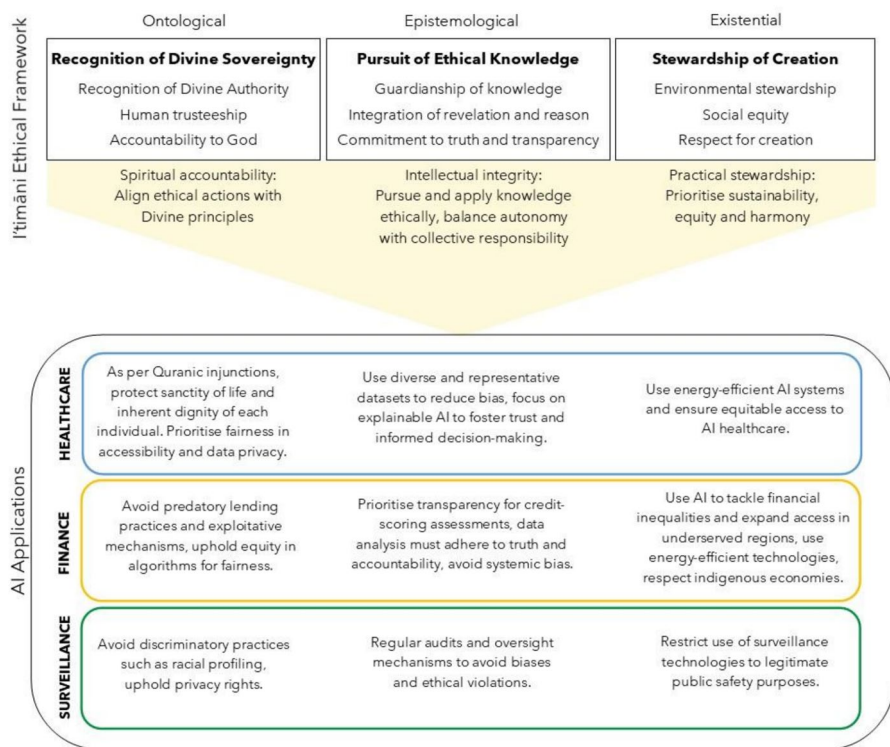 Ontological
Epistemological
Existential
I'timāni Ethical Framework
Recognition of Divine Sovereignty
Recognition of Divine Authority
Human trusteeship
Accountability to God
Pursuit of Ethical Knowledge
Guardianship of knowledge
Integration of revelation and reason
Commitment to truth and transparency
Stewardship of Creation
Environmental stewardship
Social equity
Respect for creation
Spiritual accountability:
Align ethical actions with
Divine principles
Intellectual integrity:
Pursue and apply knowledge
ethically, balance autonomy
with collective responsibility
Practical stewardship:
Prioritise sustainability,
equity and harmony
AI Applications
HEALTHCARE
As per Quranic injunctions,
protect sanctity of life and
inherent dignity of each
individual. Prioritise fairness in
accessibility and data privacy.
Use diverse and representative
datasets to reduce bias, focus on
explainable AI to foster trust and
informed decision-making.
Use energy-efficient AI systems
and ensure equitable access to
AI healthcare.
FINANCE
Avoid predatory lending
practices and exploitative
mechanisms, uphold equity in
algorithms for fairness.
Prioritise transparency for credit-
scoring assessments, data
analysis must adhere to truth and
accountability, avoid systemic bias.
Use AI to tackle financial
inequalities and expand access in
underserved regions, use
energy-efficient technologies,
respect indigenous economies.
SURVEILLANCE
Avoid discriminatory practices
such as racial profiling,
uphold privacy rights.
Regular audits and oversight
mechanisms to avoid biases
and ethical violations.
Restrict use of surveillance
technologies to legitimate
public safety purposes.